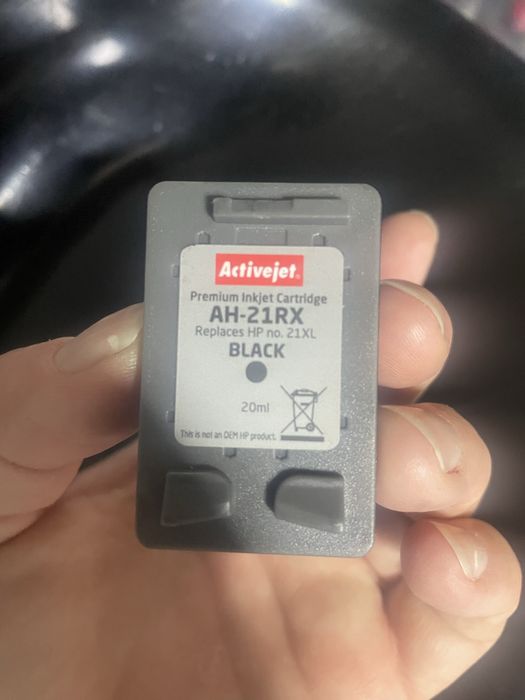 Activejet®
Premium Inkjet Cartridge
AH-21RX
Replaces HP no. 21XL
BLACK
20ml
This is not an OEM HP product.